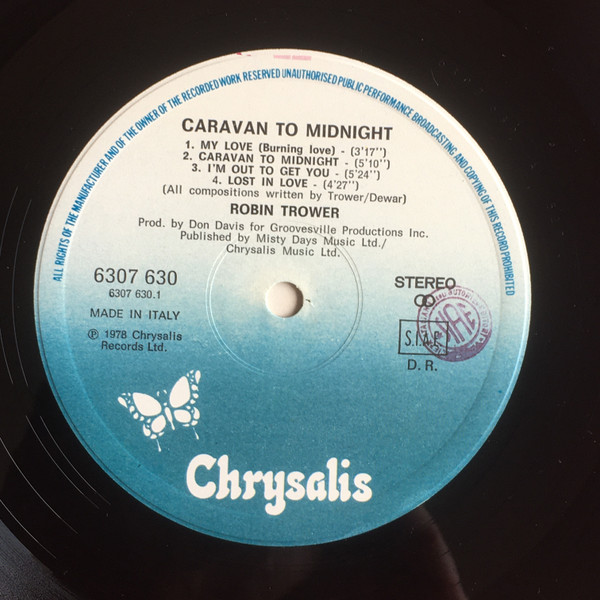 ALL RIGHTS OF THE MANUFACTURER AND OF THE OWNER OF THE RECORDED WORK RESERVED UNAUTHORISED PUBLIC PERFORMANCE BROADCASTING AND COPYING OF THIS RECORD PROHIBITED
CARAVAN TO MIDNIGHT
1. MY LOVE (Burning love) - (3'17'')
2. CARAVAN TO MIDNIGHT - (5'10'')
3. I'M OUT TO GET YOU - (5'24'')
4. LOST IN LOVE - (4'27'')
(All compositions written by Trower/Dewar)
ROBIN TROWER
Prod. by Don Davis for Groovesville Productions Inc.
Published by Misty Days Music Ltd./
Chrysalis Music Ltd.
6307 630
6307 630.1
MADE IN ITALY
℗ 1978 Chrysalis
Records Ltd.
STEREO
S.I.A.E.
D. R.
Chrysalis